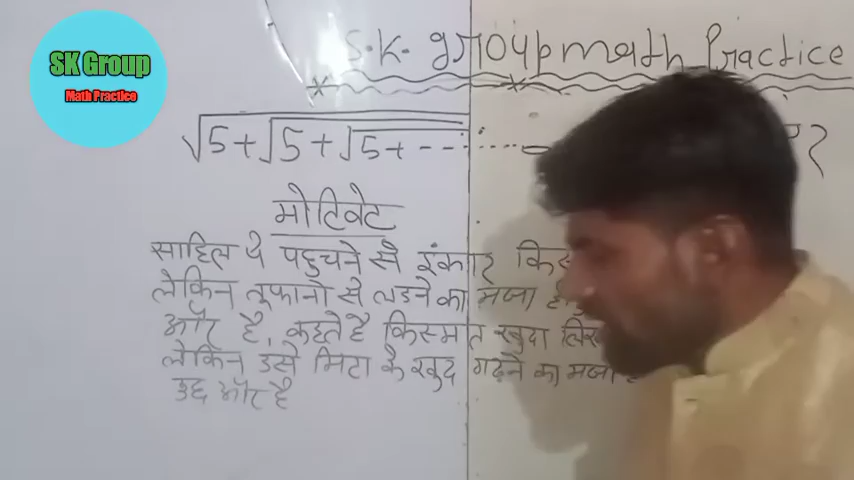 SK Group
Math Practice
S.K. group math Practice
√5+√5+√5+ --......
मोटिवेट
साहिल पे पहुचने से इंकार
लेकिन तूफानो से लडने का मजा ही
और है, कहते है किस्मत खुदा
लेकिन उसे मिटा के खुद गढ़ने का मजा
कुछ और है